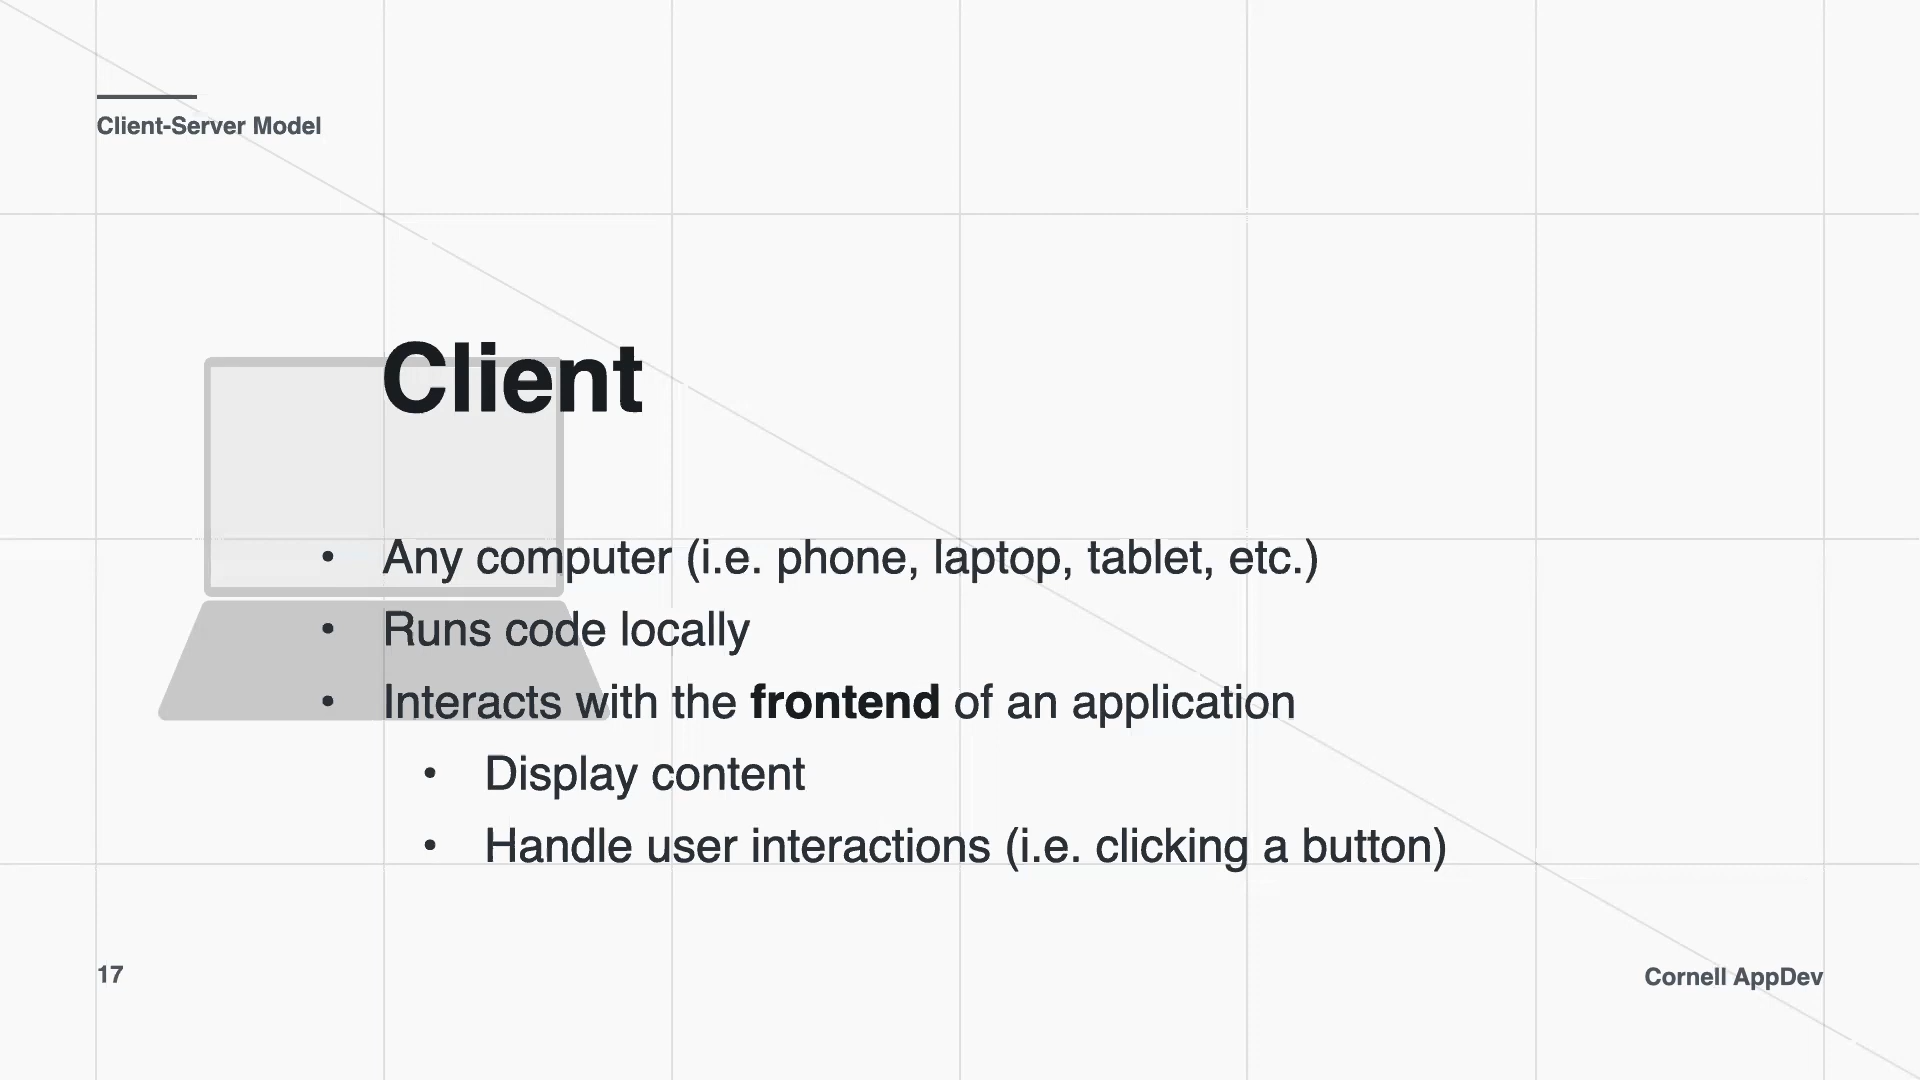 Client-Server Model
Client
• Any computer (i.e. phone, laptop, tablet, etc.)
• Runs code locally
• Interacts with the frontend of an application
• Display content
• Handle user interactions (i.e. clicking a button)
17
Cornell AppDev